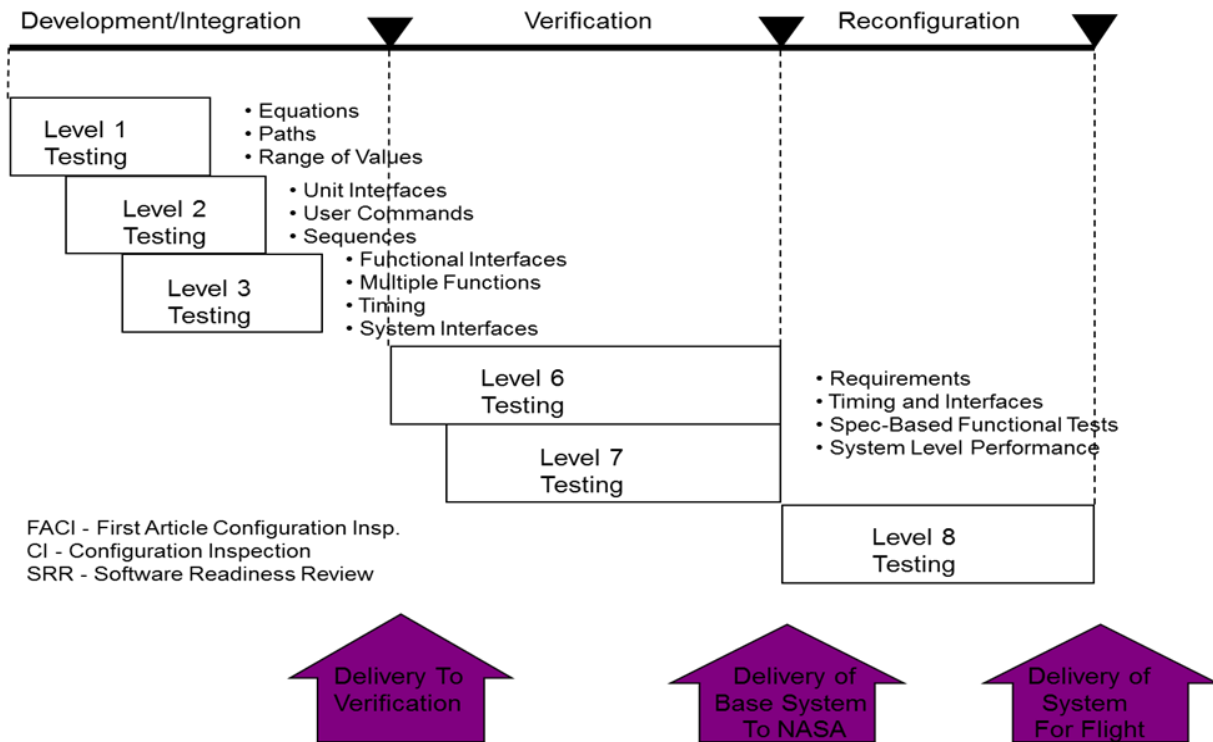 Development/Integration
Verification
Reconfiguration
Level 1
Testing
• Equations
• Paths
• Range of Values
Level 2
Testing
• Unit Interfaces
• User Commands
• Sequences
Level 3
Testing
• Functional Interfaces
• Multiple Functions
• Timing
• System Interfaces
Level 6
Testing
• Requirements
• Timing and Interfaces
• Spec-Based Functional Tests
• System Level Performance
Level 7
Testing
Level 8
Testing
FACI - First Article Configuration Insp.
CI - Configuration Inspection
SRR - Software Readiness Review
Delivery To
Verification
Delivery of
Base System
To NASA
Delivery of
System
For Flight